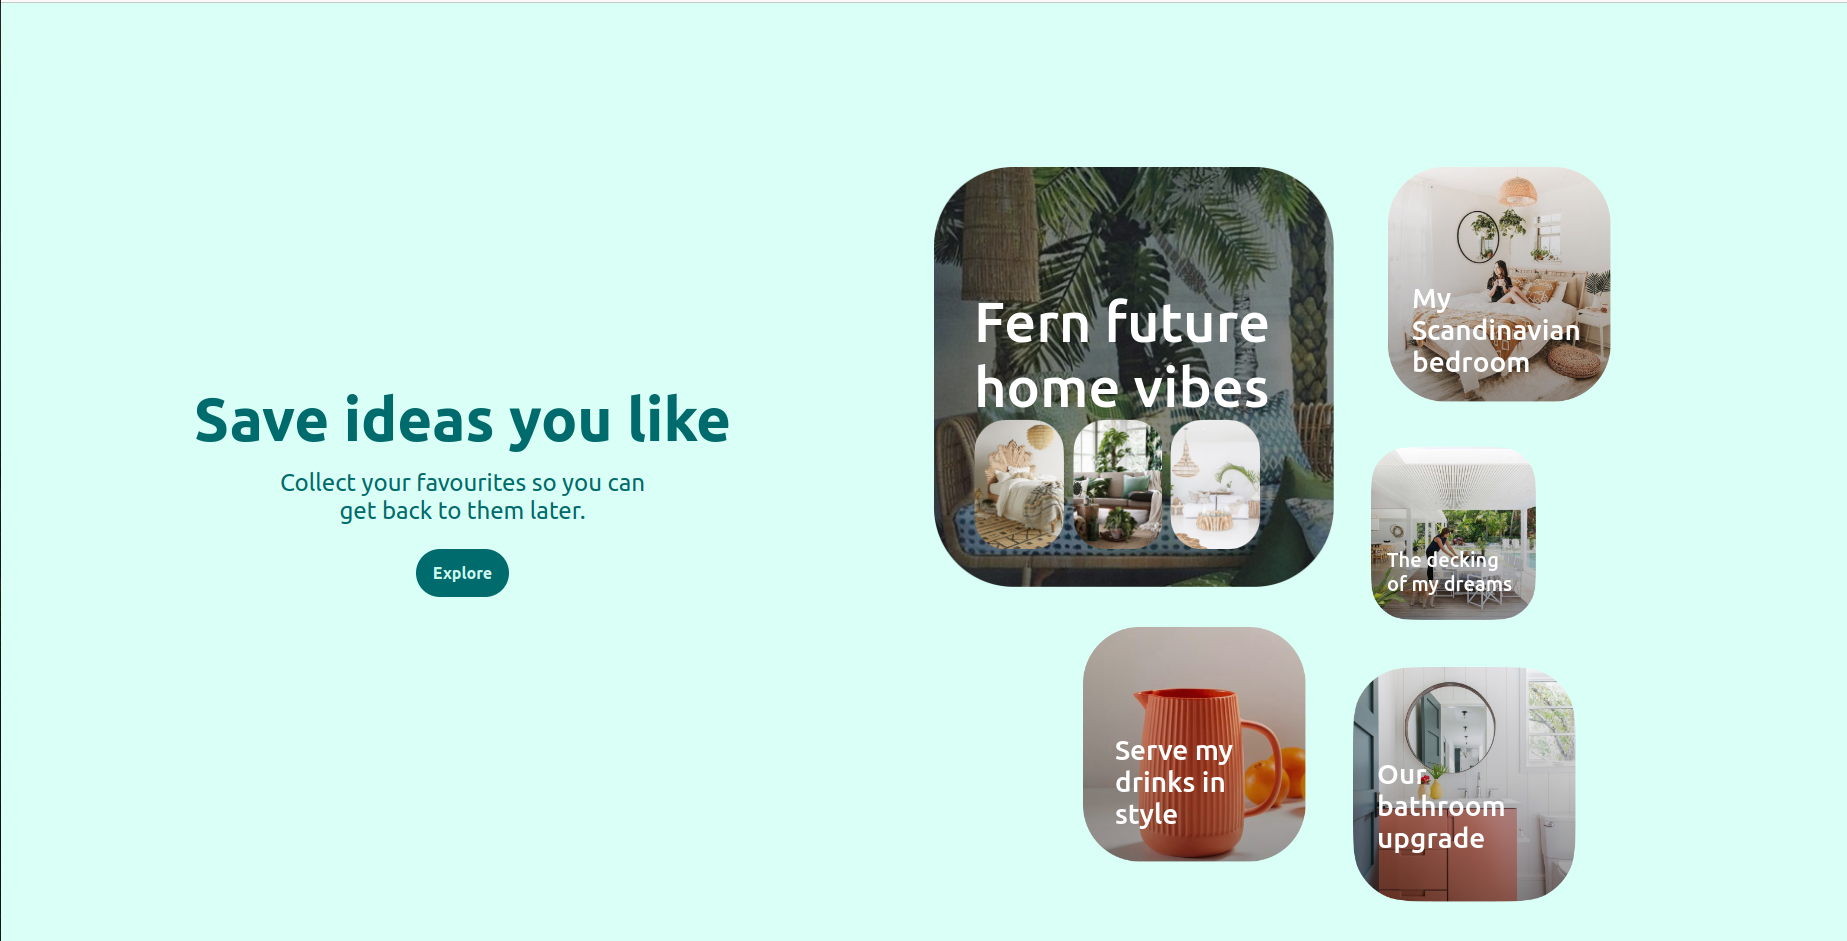 Save ideas you like
Collect your favourites so you can
get back to them later.
Explore
Fern future
home vibes
My
Scandinavian
bedroom
The decking
of my dreams
Serve my
drinks in
style
Our
bathroom
upgrade